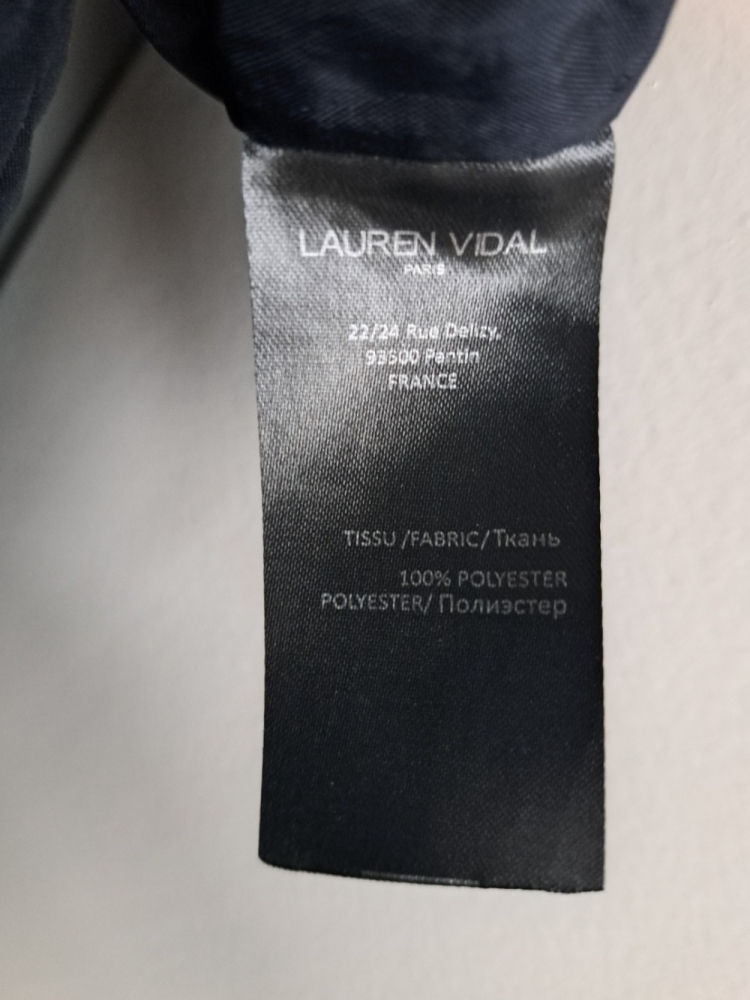 LAUREN VIDAL
PARIS
22/24 Rue Delizy,
93500 Pantin
FRANCE
TISSU /FABRIC/Ткань
100% POLYESTER
POLYESTER/ Полиэстер